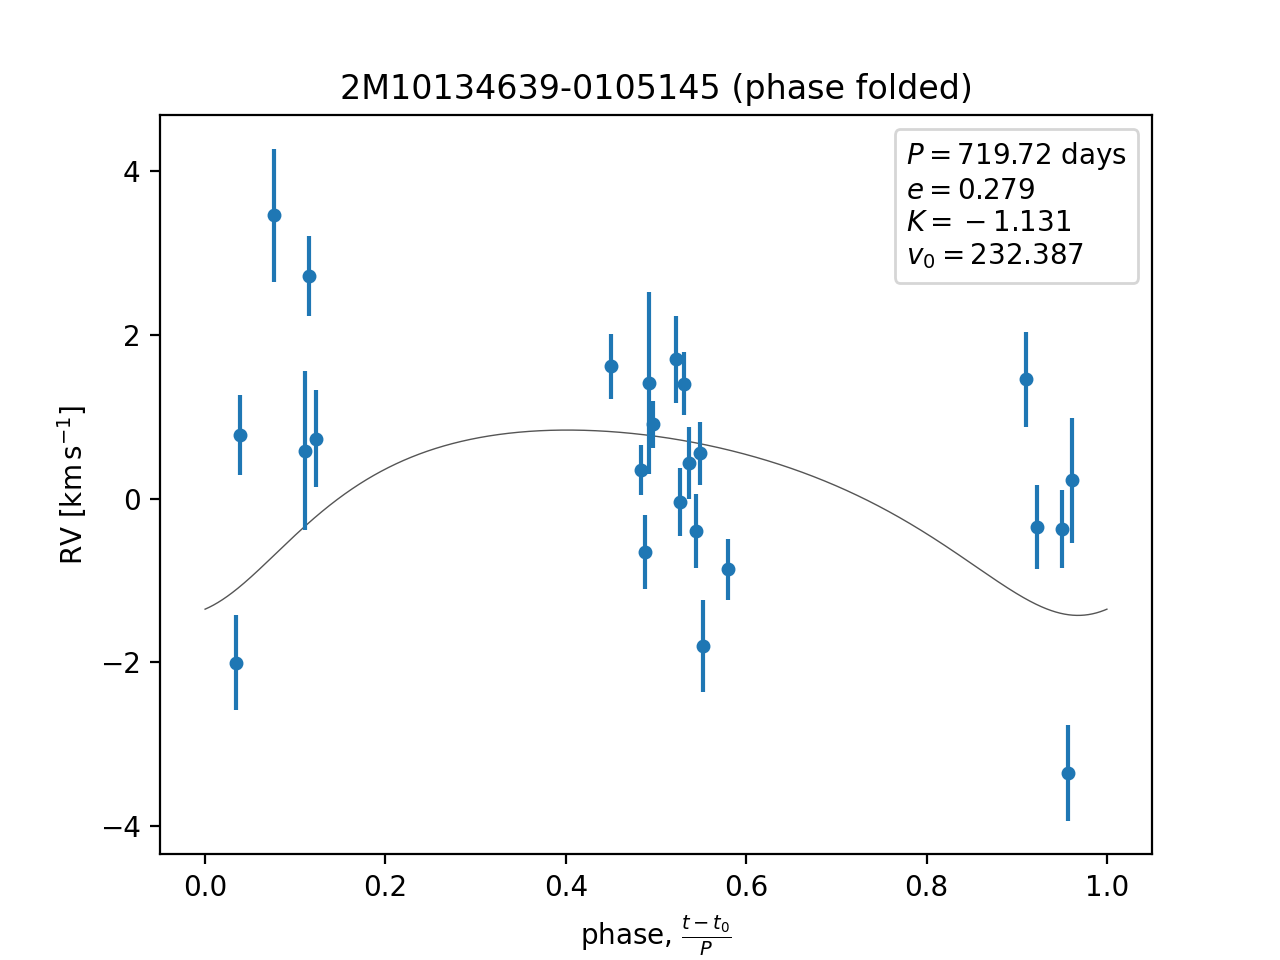 2M10134639-0105145 (phase folded)
P = 719.72 days
e = 0.279
K = −1.131
v₀ = 232.387
4
2
0
−2
−4
RV [km s⁻¹]
0.0 0.2 0.4 0.6 0.8 1.0
phase, (t − t₀)/P